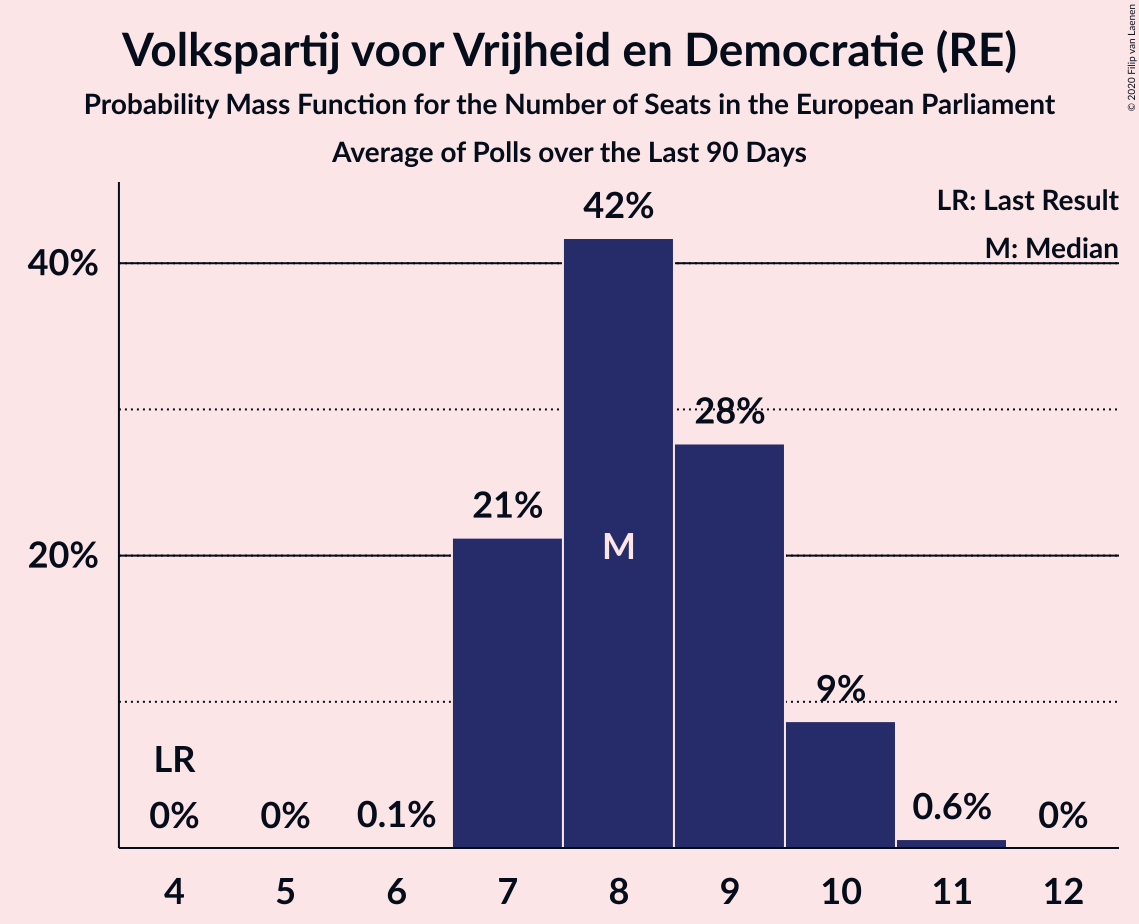 Volkspartij voor Vrijheid en Democratie (RE)
Probability Mass Function for the Number of Seats in the European Parliament
Average of Polls over the Last 90 Days
© 2020 Filip van Laenen
LR: Last Result
M: Median
40%
20%
LR
0%
0%
0.1%
21%
42%
M
28%
9%
0.6%
0%
4 5 6 7 8 9 10 11 12